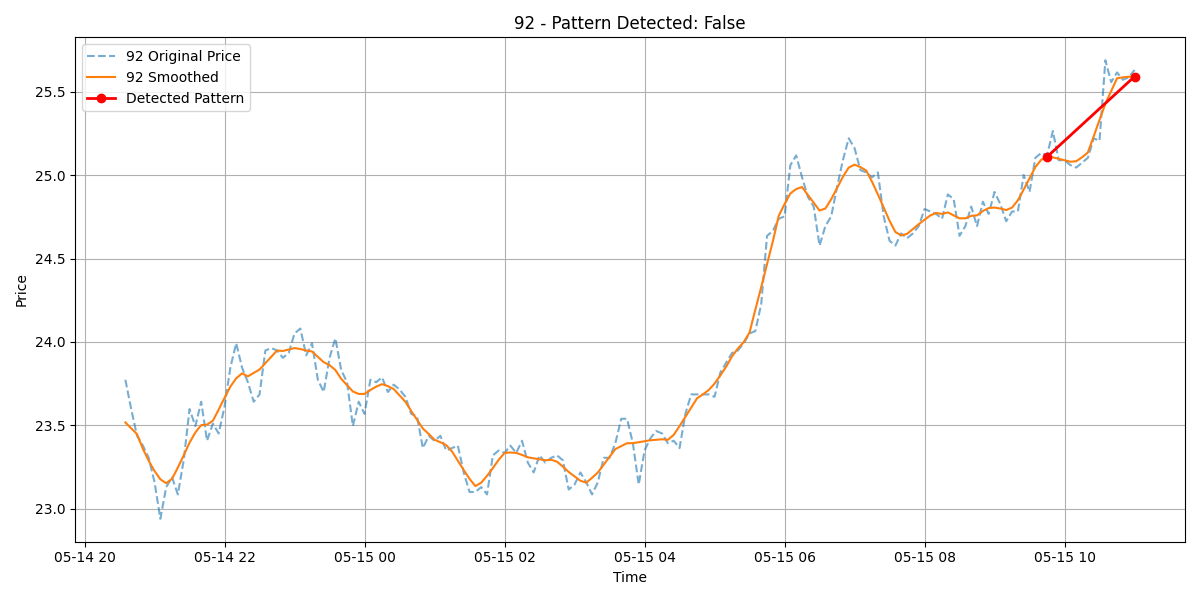 92 - Pattern Detected: False
92 Original Price
92 Smoothed
Detected Pattern
Price
25.5
25.0
24.5
24.0
23.5
23.0
05-14 20
05-14 22
05-15 00
05-15 02
05-15 04
05-15 06
05-15 08
05-15 10
Time